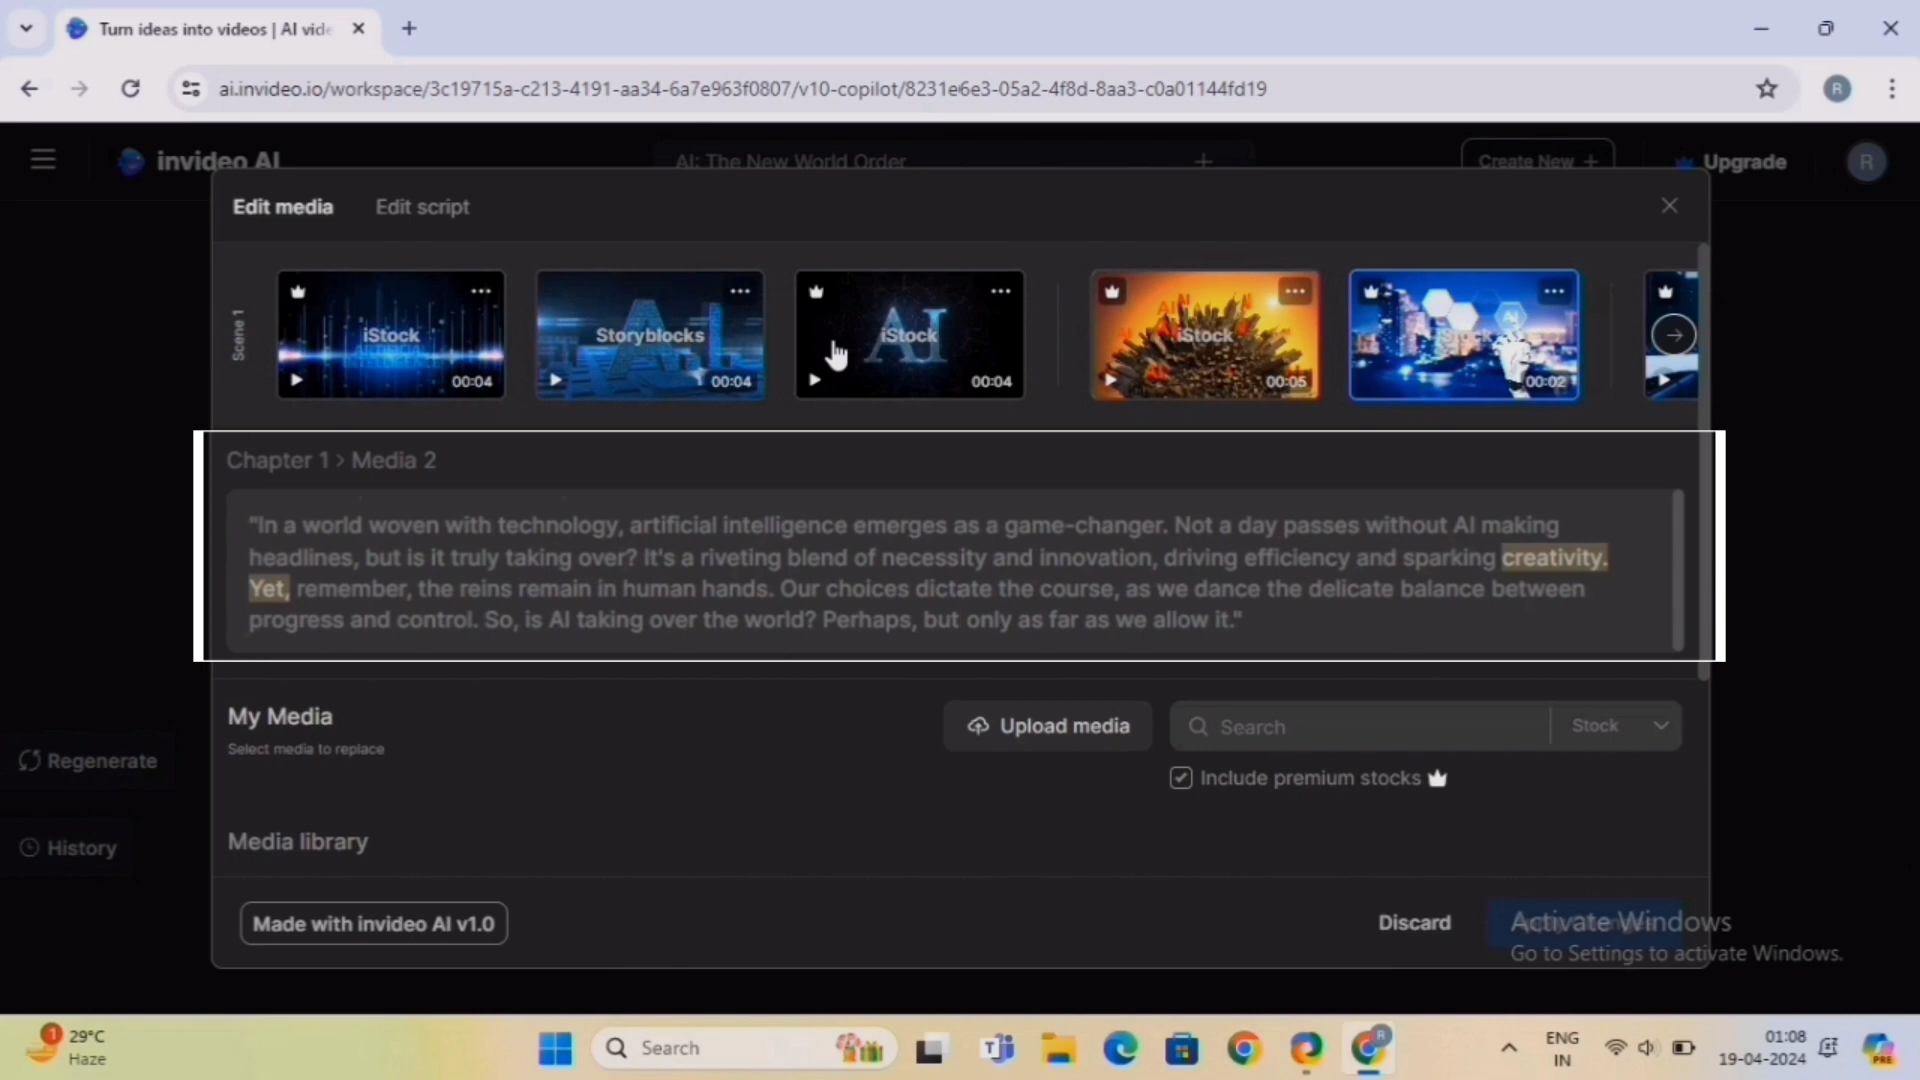 Turn ideas into videos | AI vide
ai.invideo.io/workspace/3c19715a-c213-4191-aa34-6a7e963f0807/v10-copilot/8231e6e3-05a2-4f8d-8aa3-c0a01144fd19
R
invideo AI
AI: The New World Order
Create New +
Upgrade
R
Edit media
Edit script
Scene 1
iStock
00:04
Storyblocks
00:04
AI
iStock
00:04
iStock
00:05
AI
00:02
Chapter 1 > Media 2
"In a world woven with technology, artificial intelligence emerges as a game-changer. Not a day passes without AI making
headlines, but is it truly taking over? It's a riveting blend of necessity and innovation, driving efficiency and sparking creativity.
Yet, remember, the reins remain in human hands. Our choices dictate the course, as we dance the delicate balance between
progress and control. So, is AI taking over the world? Perhaps, but only as far as we allow it."
My Media
Select media to replace
Upload media
Search
Stock
Include premium stocks
Regenerate
History
Media library
Made with invideo AI v1.0
Discard
Activate Windows
Go to Settings to activate Windows.
1
29°C
Haze
Search
R
ENG
IN
01:08
19-04-2024
PRE